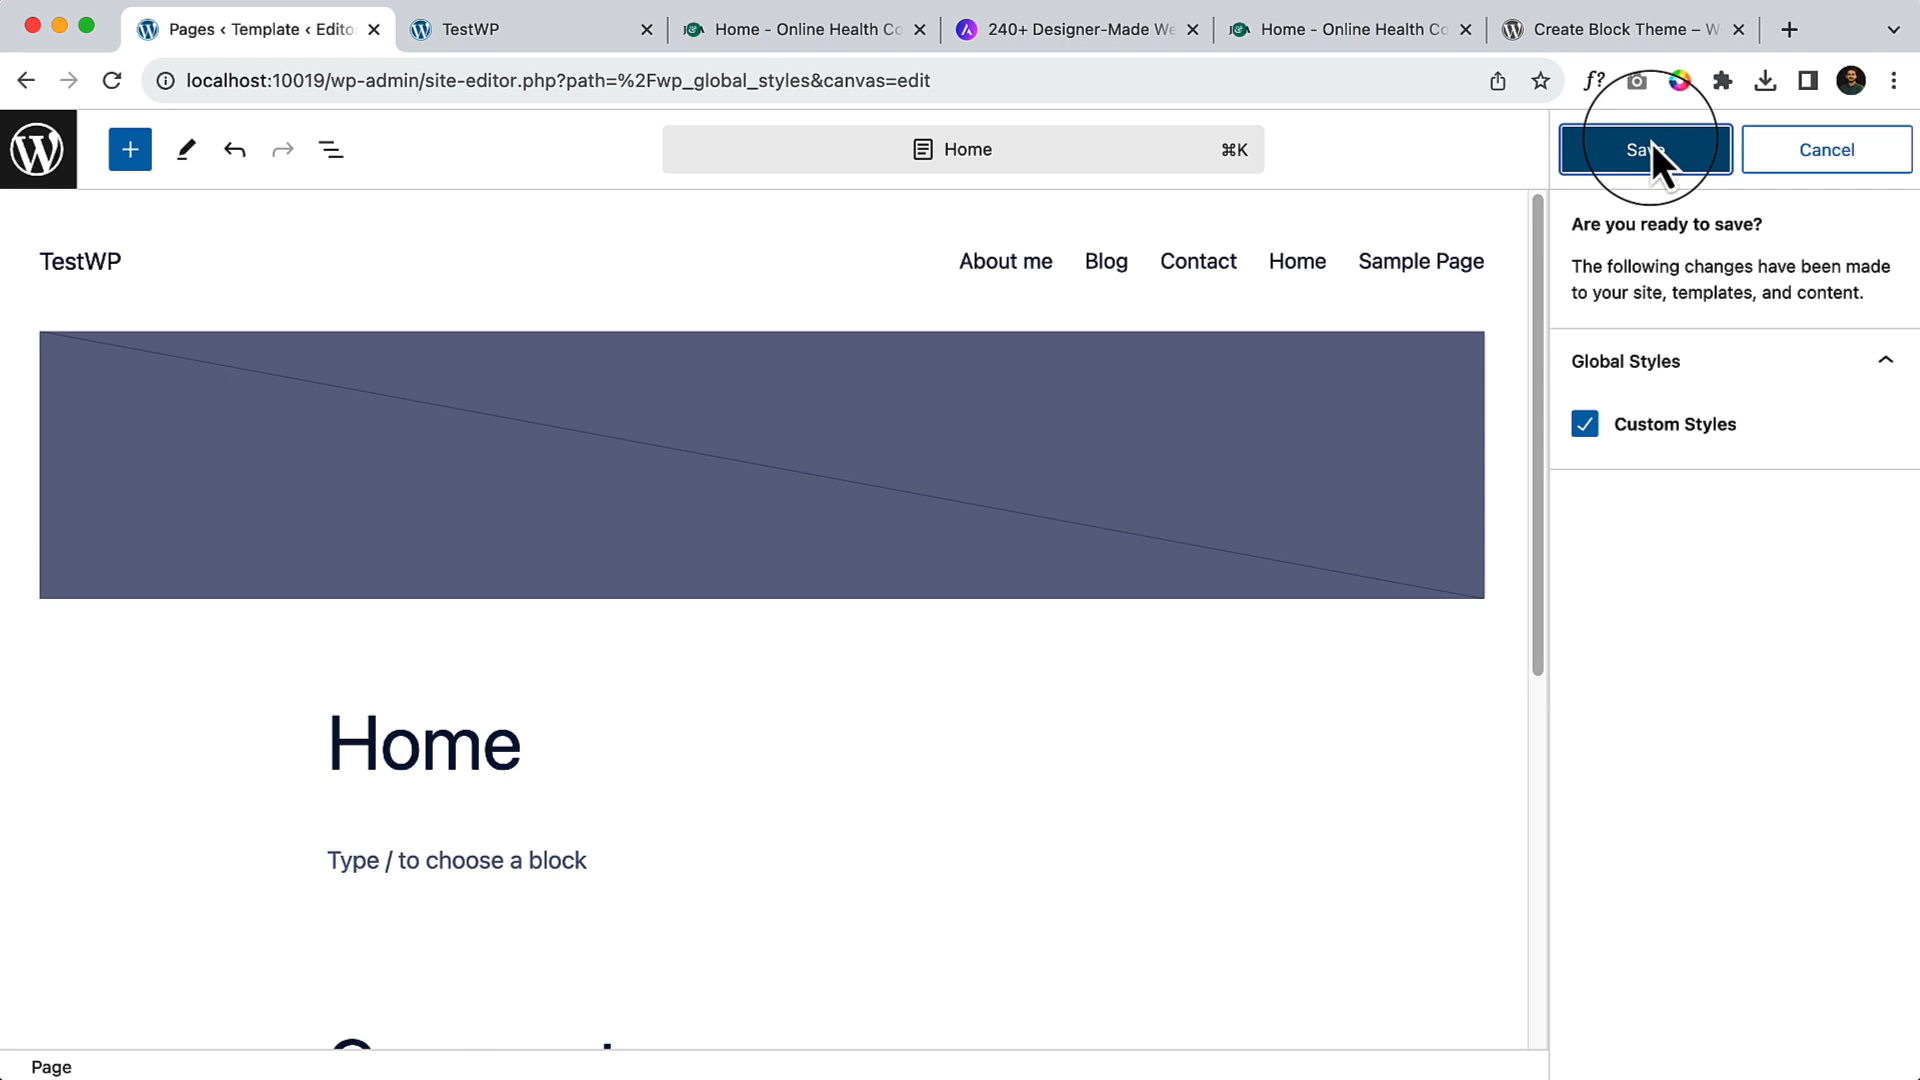 Pages ‹ Template ‹ Edito
TestWP
Home - Online Health Co
240+ Designer-Made We
Home - Online Health Co
Create Block Theme – W
localhost:10019/wp-admin/site-editor.php?path=%2Fwp_global_styles&canvas=edit
f?
Home
⌘K
Save
Cancel
Are you ready to save?
The following changes have been made
to your site, templates, and content.
Global Styles
Custom Styles
TestWP
About me
Blog
Contact
Home
Sample Page
Home
Type / to choose a block
Page